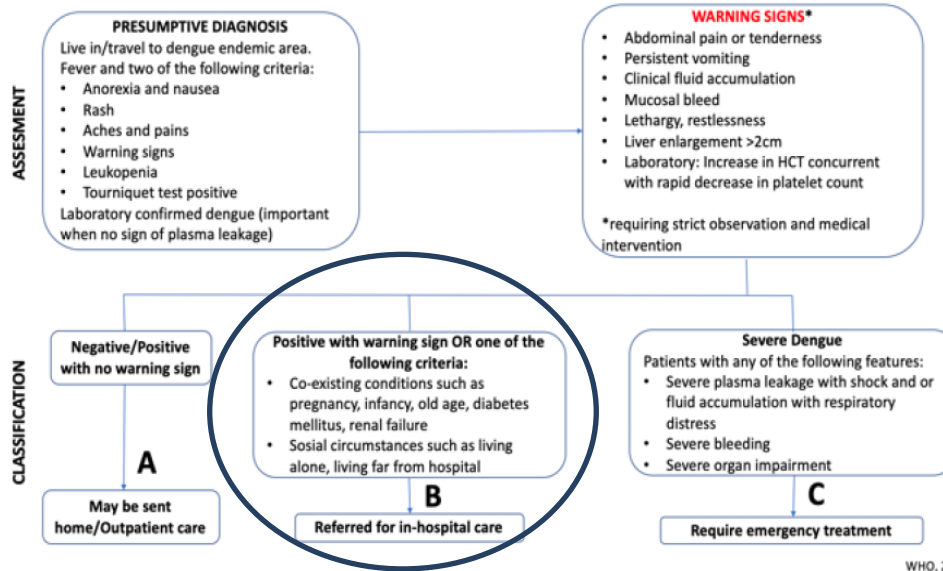 ASSESMENT
PRESUMPTIVE DIAGNOSIS
Live in/travel to dengue endemic area.
Fever and two of the following criteria:
• Anorexia and nausea
• Rash
• Aches and pains
• Warning signs
• Leukopenia
• Tourniquet test positive
Laboratory confirmed dengue (important
when no sign of plasma leakage)
WARNING SIGNS*
• Abdominal pain or tenderness
• Persistent vomiting
• Clinical fluid accumulation
• Mucosal bleed
• Lethargy, restlessness
• Liver enlargement >2cm
• Laboratory: Increase in HCT concurrent
with rapid decrease in platelet count
*requiring strict observation and medical
intervention
CLASSIFICATION
Negative/Positive
with no warning sign
A
May be sent
home/Outpatient care
Positive with warning sign OR one of the
following criteria:
• Co-existing conditions such as
pregnancy, infancy, old age, diabetes
mellitus, renal failure
• Sosial circumstances such as living
alone, living far from hospital
B
Referred for in-hospital care
Severe Dengue
Patients with any of the following features:
• Severe plasma leakage with shock and or
fluid accumulation with respiratory
distress
• Severe bleeding
• Severe organ impairment
C
Require emergency treatment
WHO,